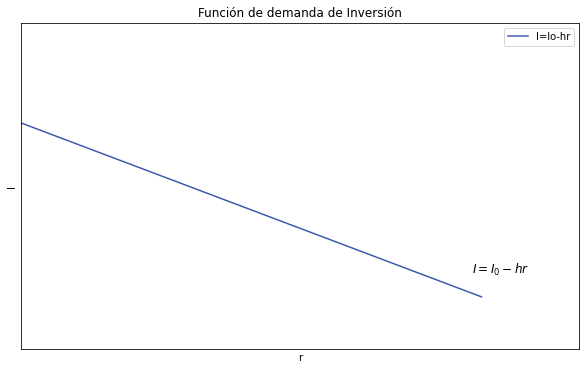 Función de demanda de Inversión
I=Io-hr
I
I = I₀ − hr
r